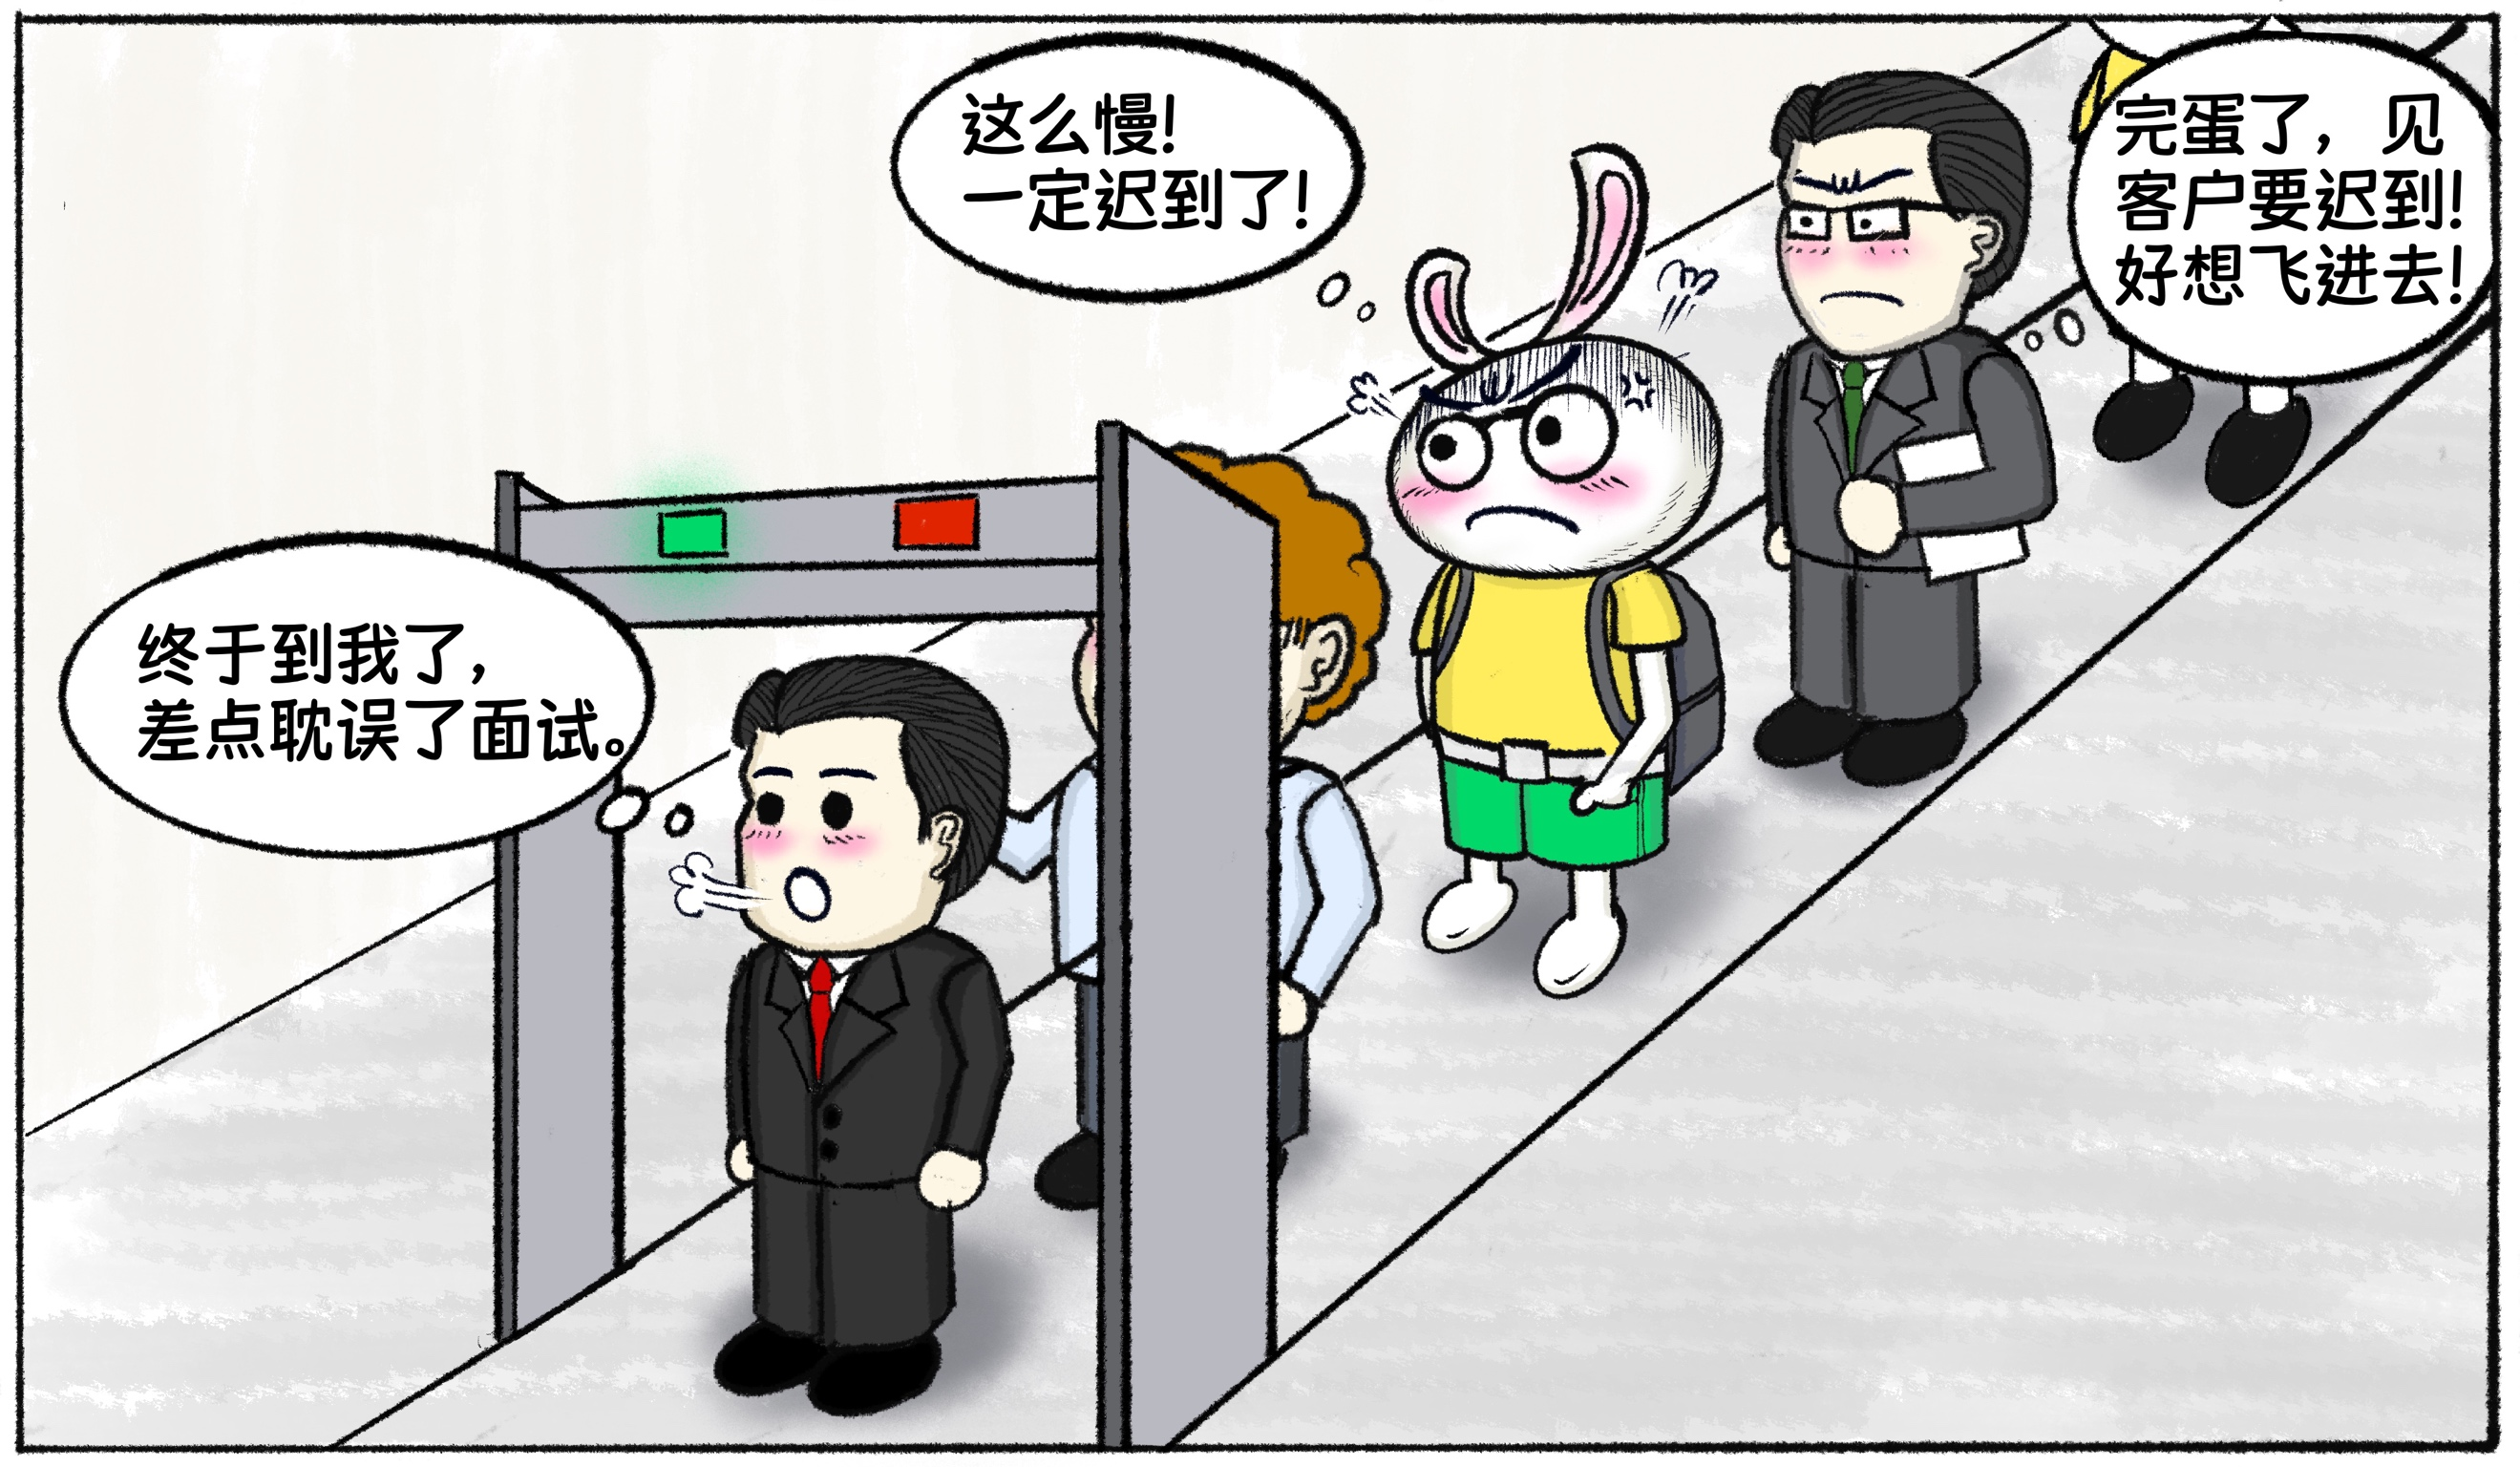 这么慢!
一定迟到了!
完蛋了，见
客户要迟到!
好想飞进去!
终于到我了，
差点耽误了面试。